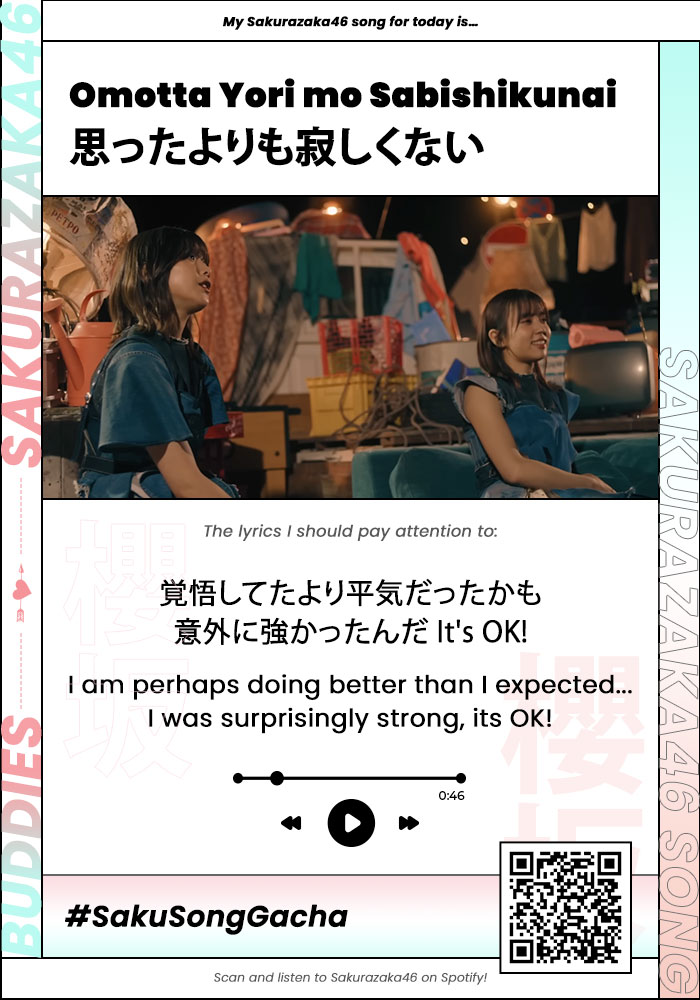 My Sakurazaka46 song for today is...
Omotta Yori mo Sabishikunai
思ったよりも寂しくない
РЕТРО
The lyrics I should pay attention to:
覚悟してたより平気だったかも
意外に強かったんだ It's OK!
I am perhaps doing better than I expected...
I was surprisingly strong, its OK!
0:46
#SakuSongGacha
Scan and listen to Sakurazaka46 on Spotify!
BUDDIES
SAKURAZAKA46
SAKURAZAKA46 SONG
櫻坂
櫻坂